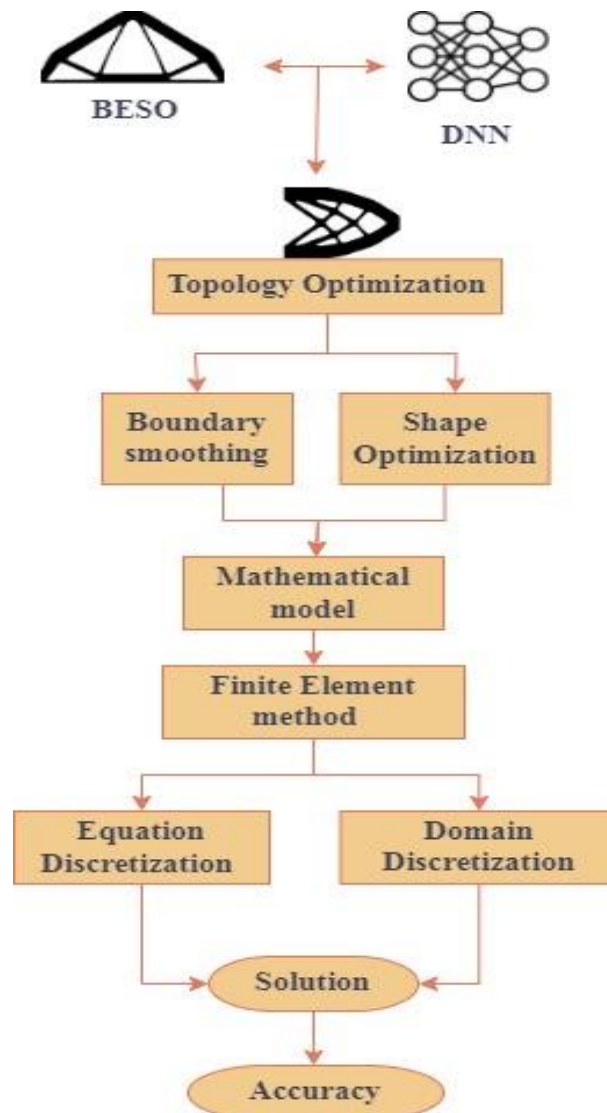 BESO
DNN
Topology Optimization
Boundary
smoothing
Shape
Optimization
Mathematical
model
Finite Element
method
Equation
Discretization
Domain
Discretization
Solution
Accuracy